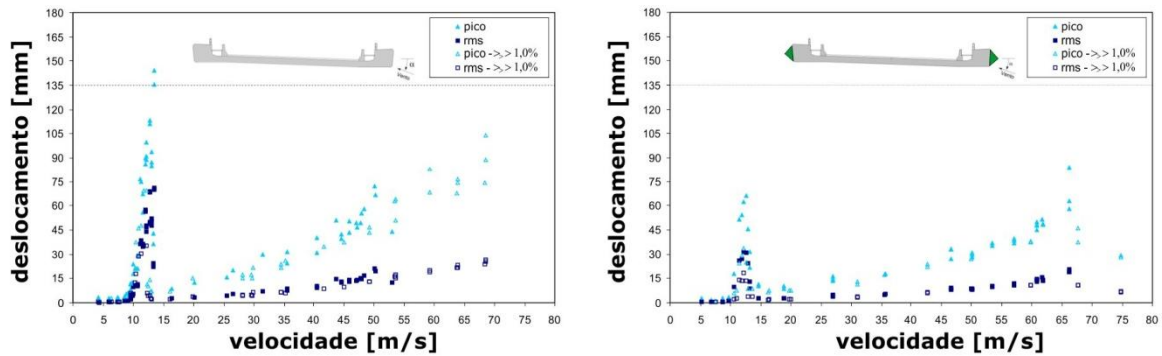 180
165
150
135
120
105
90
75
60
45
30
15
0
deslocamento [mm]
0 5 10 15 20 25 30 35 40 45 50 55 60 65 70 75 80
velocidade [m/s]
pico
rms
pico ->> > 1,0%
rms ->> > 1,0%
α
Vento
180
165
150
135
120
105
90
75
60
45
30
15
0
deslocamento [mm]
0 5 10 15 20 25 30 35 40 45 50 55 60 65 70 75 80
velocidade [m/s]
pico
rms
pico ->> > 1,0%
rms ->> > 1,0%
Vento